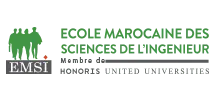 ECOLE MAROCAINE DES
SCIENCES DE L'INGENIEUR
EMSI
Membre de
HONORIS UNITED UNIVERSITIES